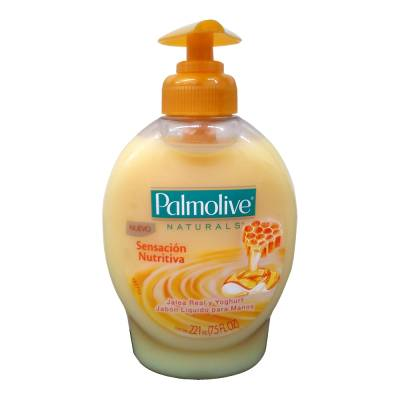 Palmolive
NATURALS
NUEVO
Sensación
Nutritiva
Jalea Real y Yoghurt
Jabón Líquido para Manos
221 mL (7.5 FL OZ)